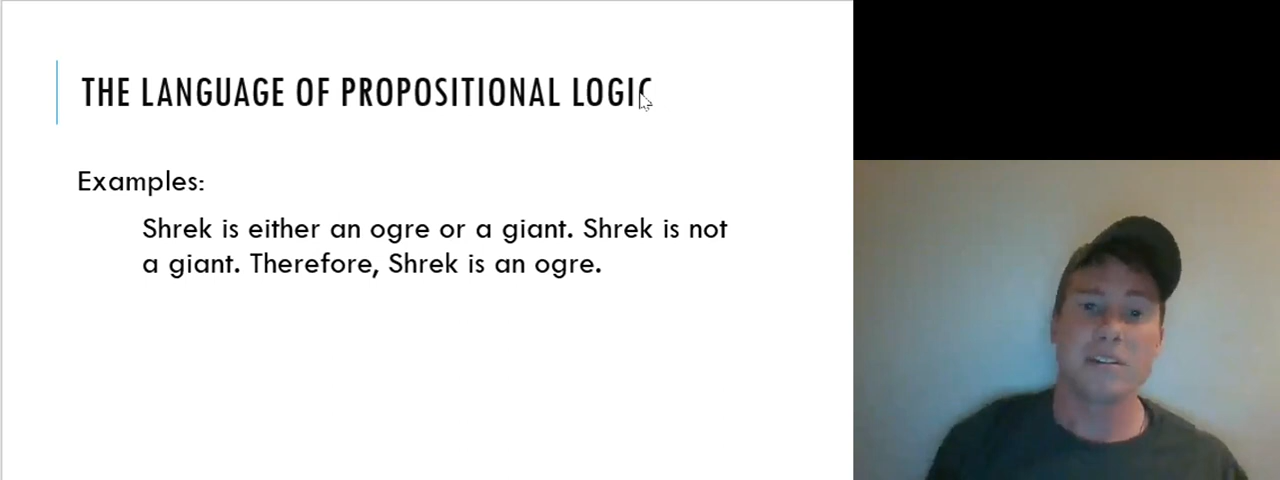 THE LANGUAGE OF PROPOSITIONAL LOGIC
Examples:
Shrek is either an ogre or a giant. Shrek is not
a giant. Therefore, Shrek is an ogre.